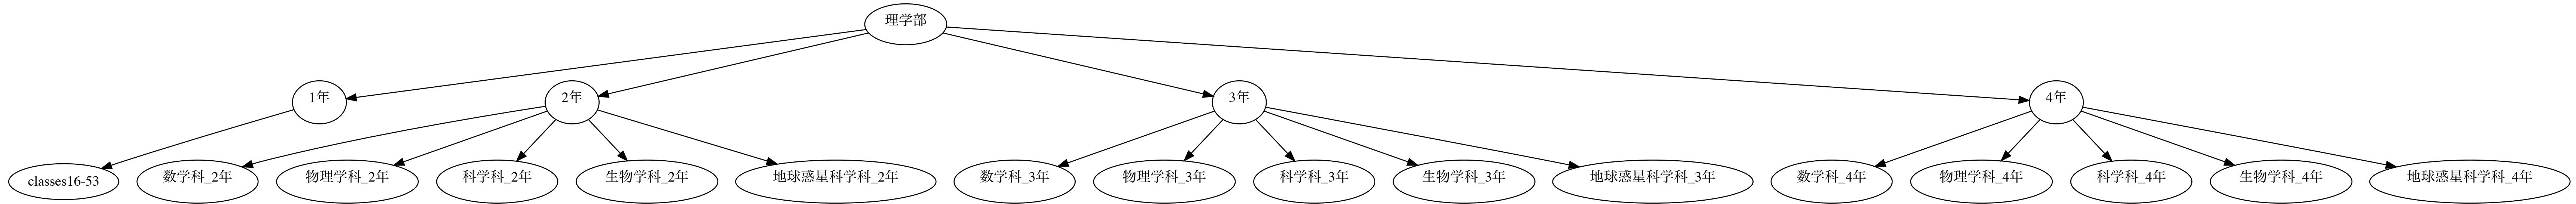 理学部
1年
2年
3年
4年
classes16-53
数学科_2年
物理学科_2年
科学科_2年
生物学科_2年
地球惑星科学科_2年
数学科_3年
物理学科_3年
科学科_3年
生物学科_3年
地球惑星科学科_3年
数学科_4年
物理学科_4年
科学科_4年
生物学科_4年
地球惑星科学科_4年